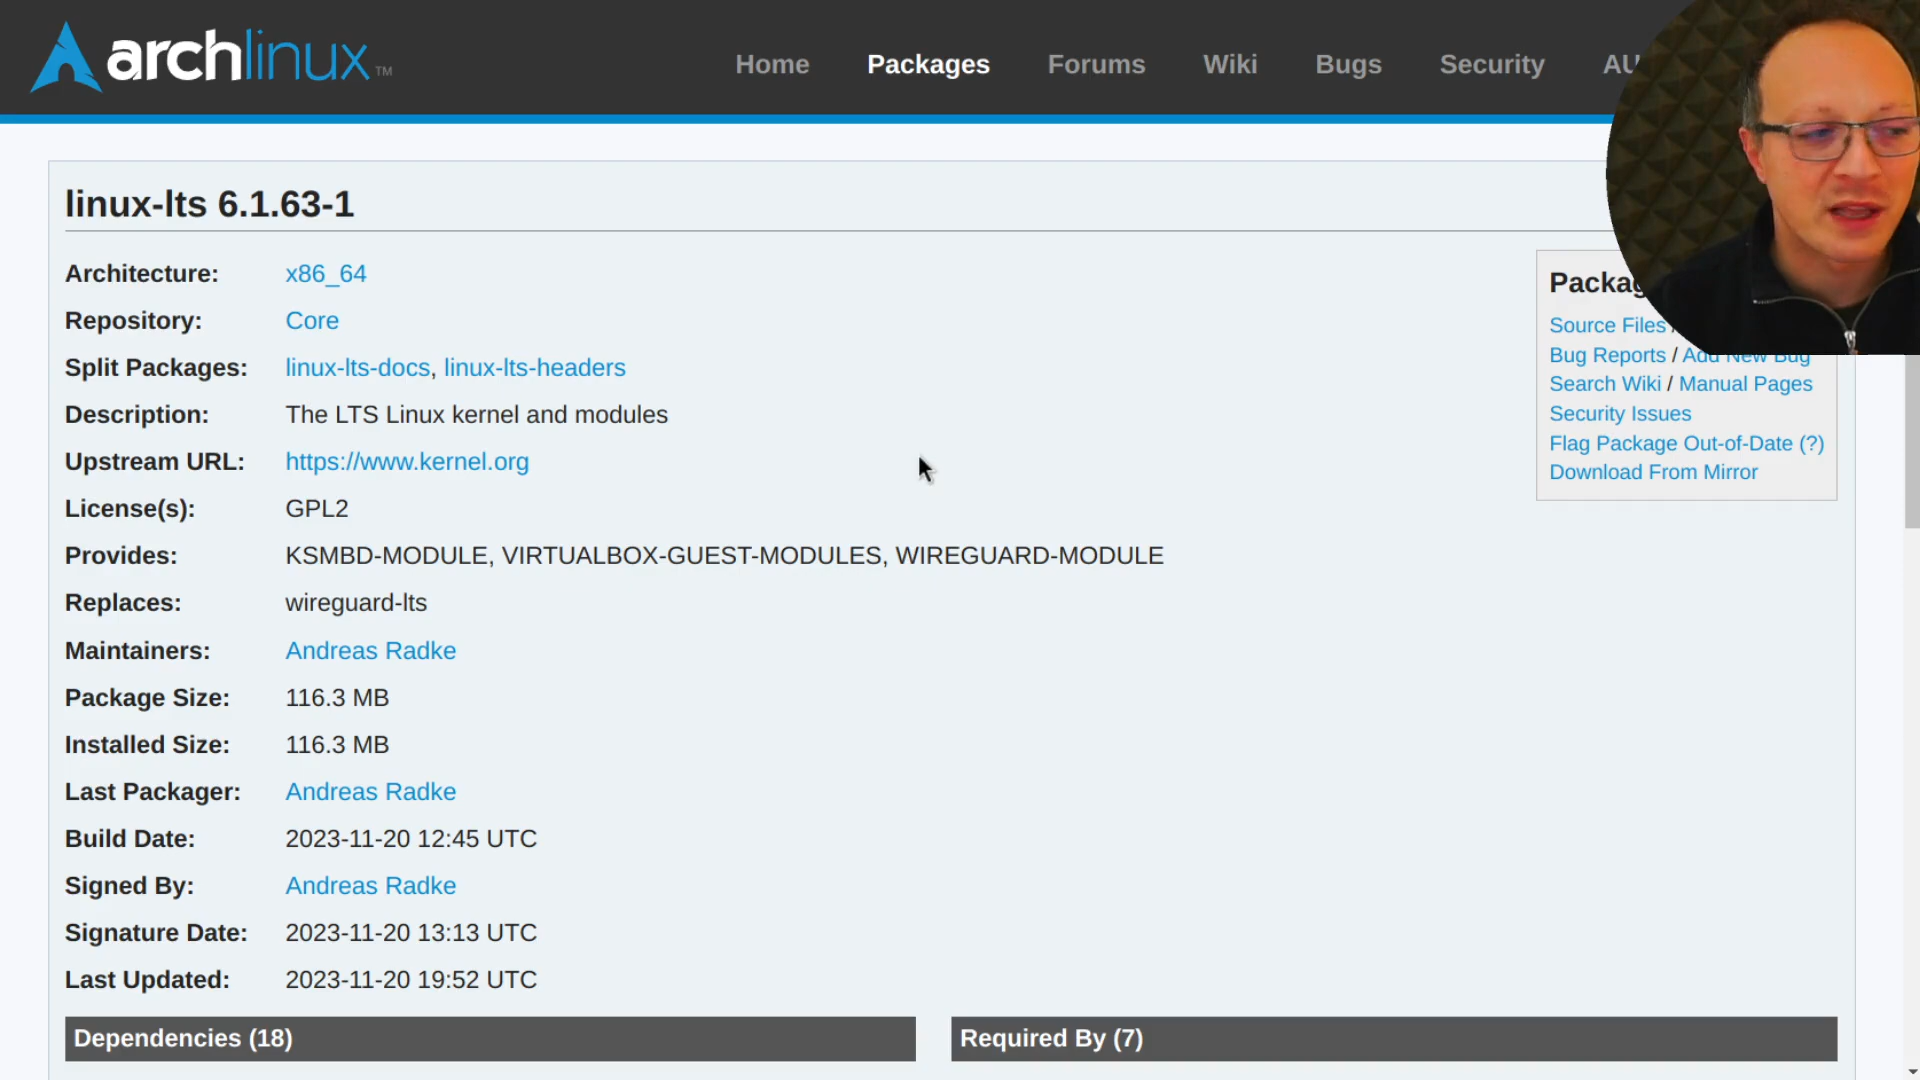 archlinux™
Home Packages Forums Wiki Bugs Security
linux-lts 6.1.63-1
Architecture: x86_64
Repository: Core
Split Packages: linux-lts-docs, linux-lts-headers
Description: The LTS Linux kernel and modules
Upstream URL: https://www.kernel.org
License(s): GPL2
Provides: KSMBD-MODULE, VIRTUALBOX-GUEST-MODULES, WIREGUARD-MODULE
Replaces: wireguard-lts
Maintainers: Andreas Radke
Package Size: 116.3 MB
Installed Size: 116.3 MB
Last Packager: Andreas Radke
Build Date: 2023-11-20 12:45 UTC
Signed By: Andreas Radke
Signature Date: 2023-11-20 13:13 UTC
Last Updated: 2023-11-20 19:52 UTC
Source Files /
Bug Reports / Add New Bug
Search Wiki / Manual Pages
Security Issues
Flag Package Out-of-Date (?)
Download From Mirror
Dependencies (18)
Required By (7)